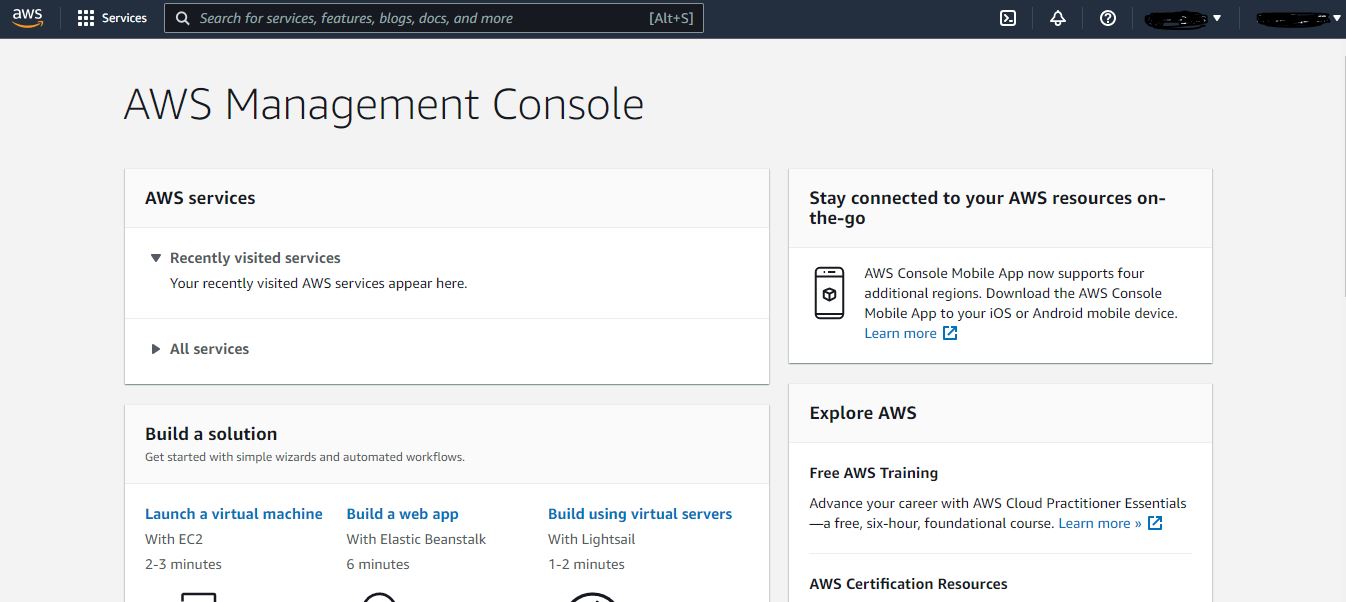 aws
Services
Search for services, features, blogs, docs, and more
[Alt+S]
AWS Management Console
AWS services
Recently visited services
Your recently visited AWS services appear here.
All services
Build a solution
Get started with simple wizards and automated workflows.
Launch a virtual machine
With EC2
2-3 minutes
Build a web app
With Elastic Beanstalk
6 minutes
Build using virtual servers
With Lightsail
1-2 minutes
Stay connected to your AWS resources on-
the-go
AWS Console Mobile App now supports four
additional regions. Download the AWS Console
Mobile App to your iOS or Android mobile device.
Learn more
Explore AWS
Free AWS Training
Advance your career with AWS Cloud Practitioner Essentials
—a free, six-hour, foundational course. Learn more »
AWS Certification Resources